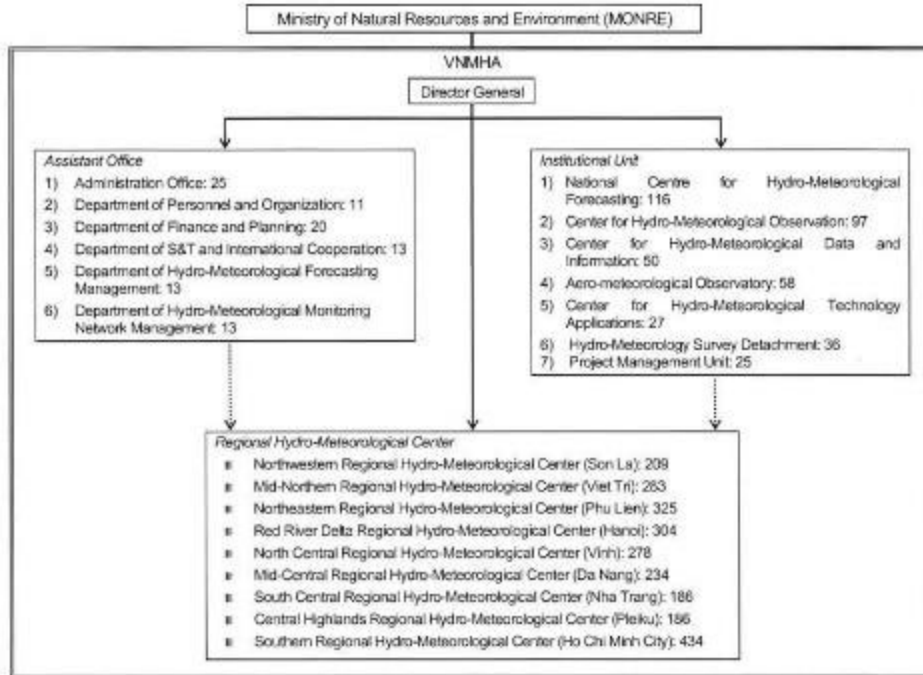 Ministry of Natural Resources and Environment (MONRE)
VNMHA
Director General
Assistant Office
1) Administration Office: 25
2) Department of Personnel and Organization: 11
3) Department of Finance and Planning: 20
4) Department of S&T and International Cooperation: 13
5) Department of Hydro-Meteorological Forecasting
Management: 13
6) Department of Hydro-Meteorological Monitoring
Network Management: 13
Institutional Unit
1) National Centre for Hydro-Meteorological
Forecasting: 116
2) Center for Hydro-Meteorological Observation: 97
3) Center for Hydro-Meteorological Data and
Information: 50
4) Aero-meteorological Observatory: 58
5) Center for Hydro-Meteorological Technology
Applications: 27
6) Hydro-Meteorology Survey Detachment: 36
7) Project Management Unit: 25
Regional Hydro-Meteorological Center
Northwestern Regional Hydro-Meteorological Center (Son La): 209
Mid-Northern Regional Hydro-Meteorological Center (Viet Tri): 263
Northeastern Regional Hydro-Meteorological Center (Phu Lien): 325
Red River Delta Regional Hydro-Meteorological Center (Hanoi): 304
North Central Regional Hydro-Meteorological Center (Vinh): 278
Mid-Central Regional Hydro-Meteorological Center (Da Nang): 234
South Central Regional Hydro-Meteorological Center (Nha Trang): 186
Central Highlands Regional Hydro-Meteorological Center (Pleiku): 186
Southern Regional Hydro-Meteorological Center (Ho Chi Minh City): 434